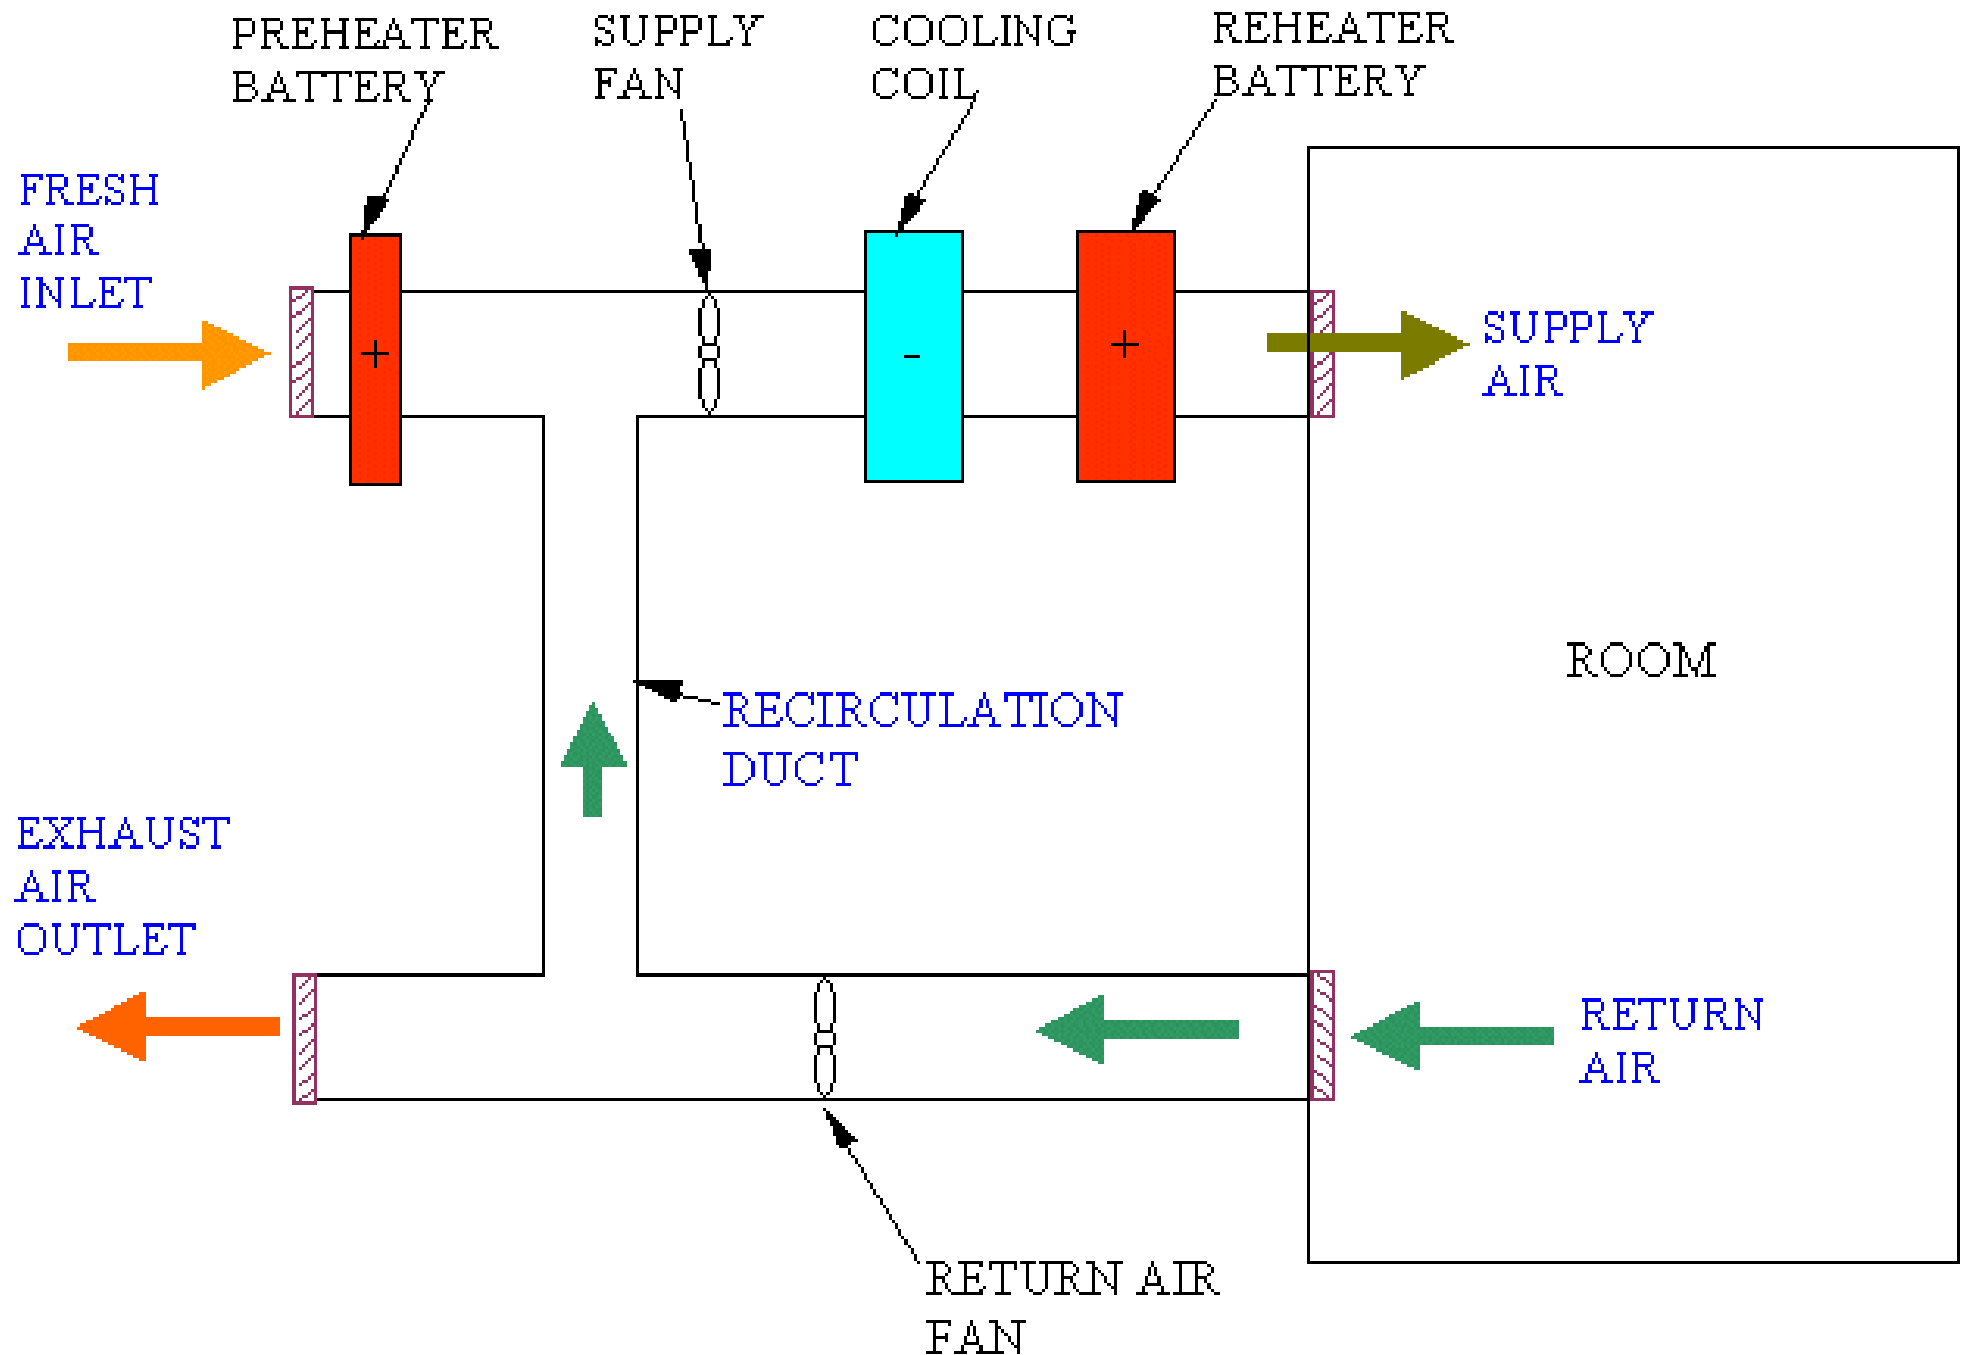 PREHEATER
BATTERY
SUPPLY
FAN
COOLING
COIL
REHEATER
BATTERY
FRESH
AIR
INLET
+
-
+
SUPPLY
AIR
ROOM
RECIRCULATION
DUCT
EXHAUST
AIR
OUTLET
RETURN
AIR
RETURN AIR
FAN